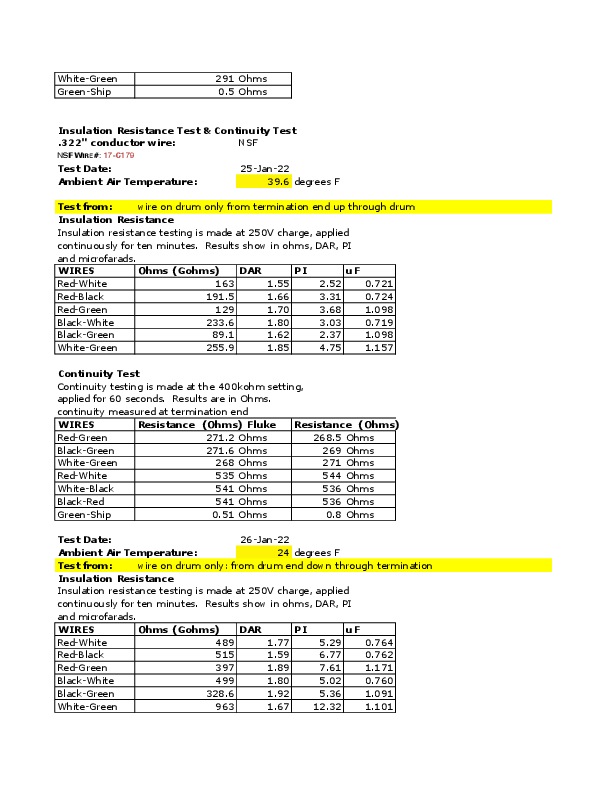 White-Green 291 Ohms
Green-Ship 0.5 Ohms
Insulation Resistance Test & Continuity Test
.322" conductor wire: NSF
NSF Wire#: 17-G179
Test Date: 25-Jan-22
Ambient Air Temperature: 39.6 degrees F
Test from: wire on drum only from termination end up through drum
Insulation Resistance
Insulation resistance testing is made at 250V charge, applied
continuously for ten minutes. Results show in ohms, DAR, PI
and microfarads.
WIRES Ohms (Gohms) DAR PI uF
Red-White 163 1.55 2.52 0.721
Red-Black 191.5 1.66 3.31 0.724
Red-Green 129 1.70 3.68 1.098
Black-White 233.6 1.80 3.03 0.719
Black-Green 89.1 1.62 2.37 1.098
White-Green 255.9 1.85 4.75 1.157
Continuity Test
Continuity testing is made at the 400kohm setting,
applied for 60 seconds. Results are in Ohms.
continuity measured at termination end
WIRES Resistance (Ohms) Fluke Resistance (Ohms)
Red-Green 271.2 Ohms 268.5 Ohms
Black-Green 271.6 Ohms 269 Ohms
White-Green 268 Ohms 271 Ohms
Red-White 535 Ohms 544 Ohms
White-Black 541 Ohms 536 Ohms
Black-Red 541 Ohms 536 Ohms
Green-Ship 0.51 Ohms 0.8 Ohms
Test Date: 26-Jan-22
Ambient Air Temperature: 24 degrees F
Test from: wire on drum only: from drum end down through termination
Insulation Resistance
Insulation resistance testing is made at 250V charge, applied
continuously for ten minutes. Results show in ohms, DAR, PI
and microfarads.
WIRES Ohms (Gohms) DAR PI uF
Red-White 489 1.77 5.29 0.764
Red-Black 515 1.59 6.77 0.762
Red-Green 397 1.89 7.61 1.171
Black-White 499 1.80 5.02 0.760
Black-Green 328.6 1.92 5.36 1.091
White-Green 963 1.67 12.32 1.101